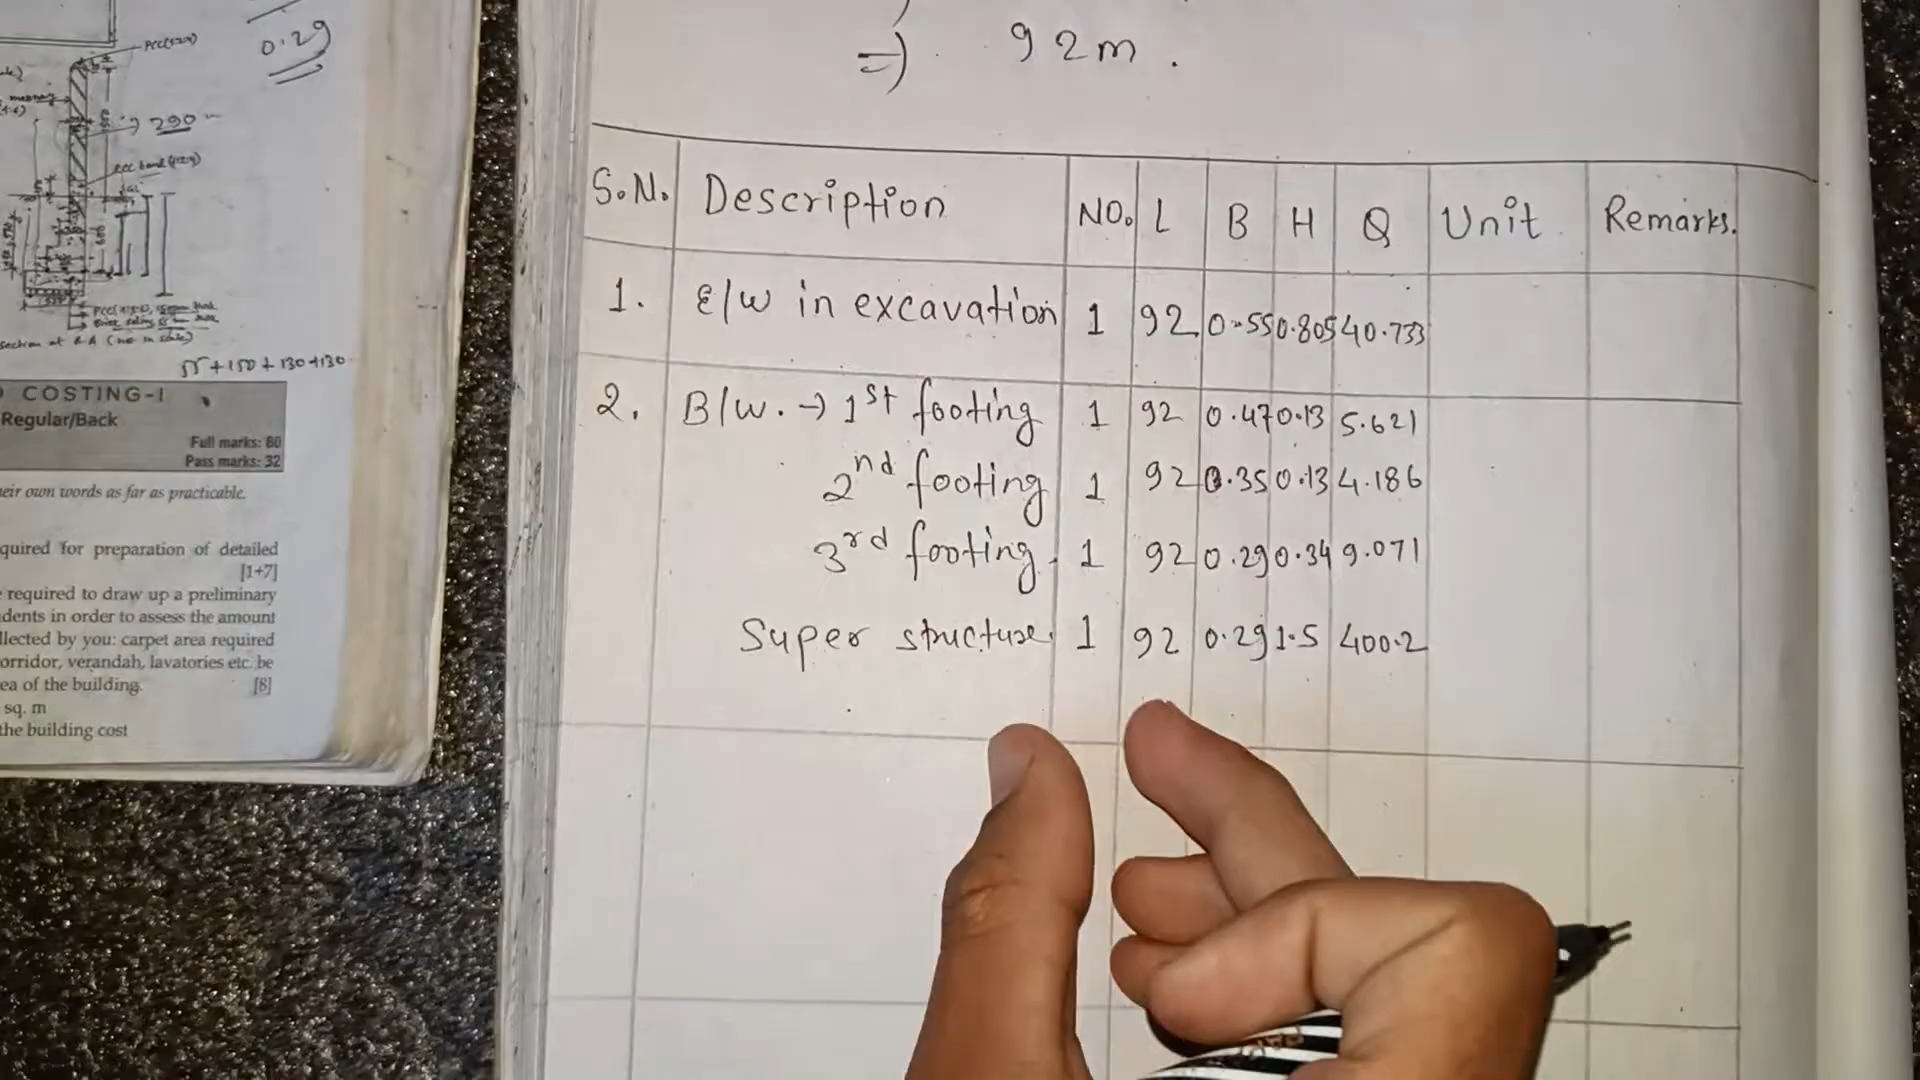 0.29
PCC(1:2:4)
290
55+150+130+130
COSTING-I
Regular/Back
Full marks: 80
Pass marks: 32
eir own words as far as practicable.
quired for preparation of detailed
[1+7]
required to draw up a preliminary
dents in order to assess the amount
llected by you: carpet area required
orridor, verandah, lavatories etc. be
ea of the building. [8]
sq. m
the building cost
=) 92m.
S.N. Description NO. L B H Q Unit Remarks.
1. E/W in excavation 1 92 0.55 0.805 40.733
2. B/W. → 1st footing 1 92 0.47 0.13 5.621
2nd footing 1 92 0.35 0.13 4.186
3rd footing. 1 92 0.29 0.34 9.071
Super structure. 1 92 0.29 1.5 400.2